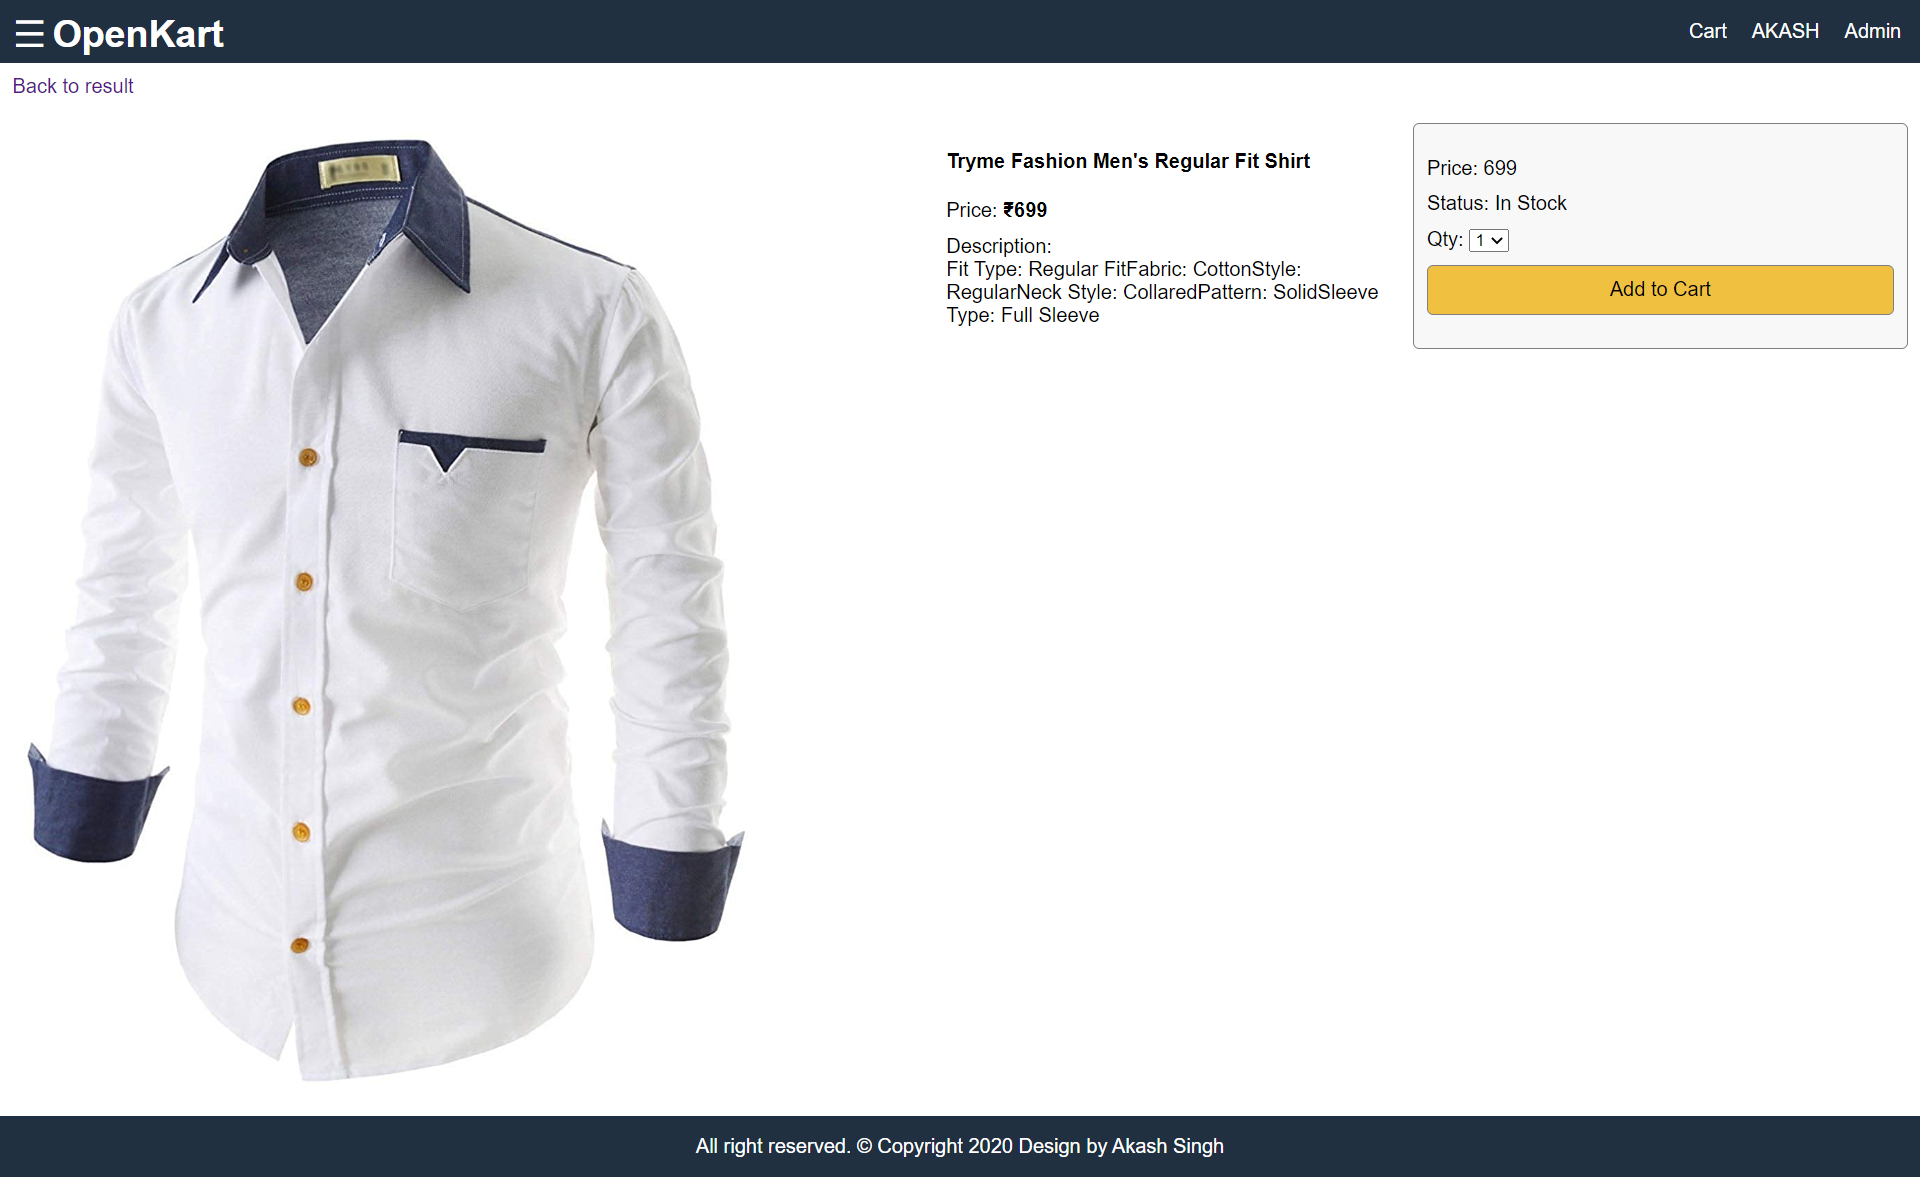 ☰ OpenKart
Cart AKASH Admin
Back to result
Tryme Fashion Men's Regular Fit Shirt
Price: ₹699
Description:
Fit Type: Regular FitFabric: CottonStyle:
RegularNeck Style: CollaredPattern: SolidSleeve
Type: Full Sleeve
Price: 699
Status: In Stock
Qty: 1
Add to Cart
All right reserved. © Copyright 2020 Design by Akash Singh